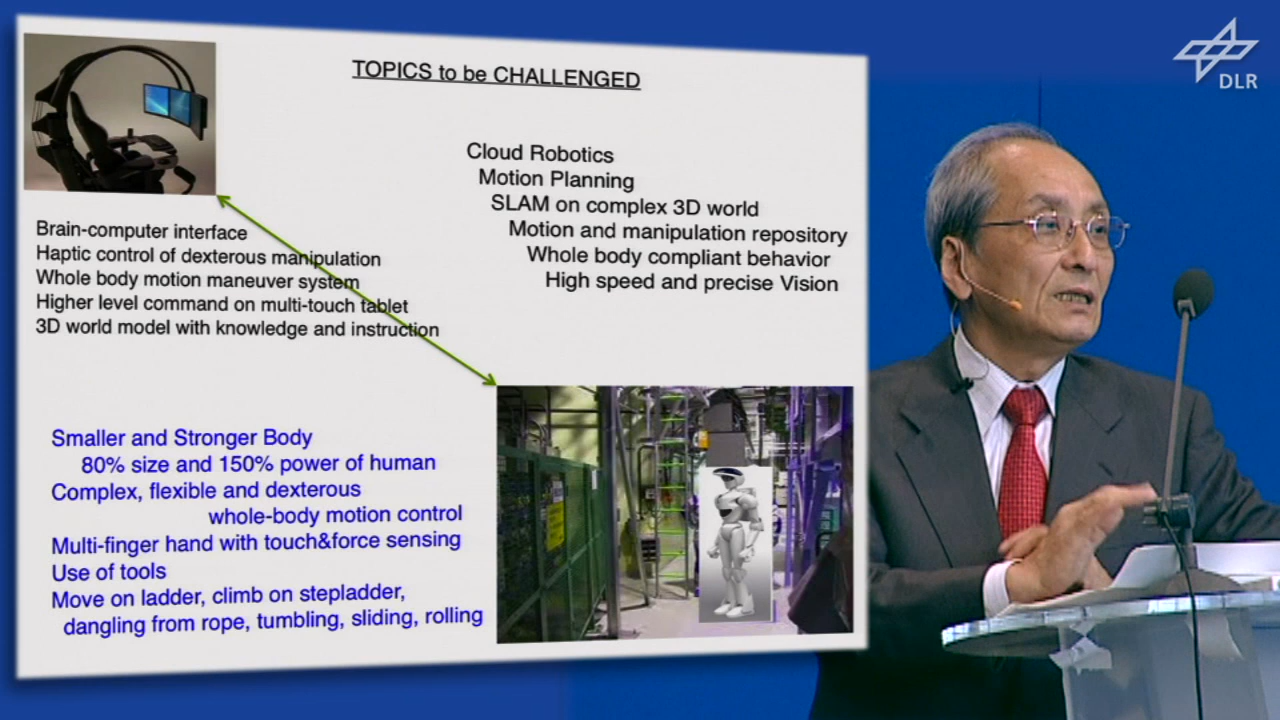 TOPICS to be CHALLENGED
Cloud Robotics
Motion Planning
SLAM on complex 3D world
Motion and manipulation repository
Whole body compliant behavior
High speed and precise Vision
Brain-computer interface
Haptic control of dexterous manipulation
Whole body motion maneuver system
Higher level command on multi-touch tablet
3D world model with knowledge and instruction
Smaller and Stronger Body
80% size and 150% power of human
Complex, flexible and dexterous
whole-body motion control
Multi-finger hand with touch&force sensing
Use of tools
Move on ladder, climb on stepladder,
dangling from rope, tumbling, sliding, rolling
DLR